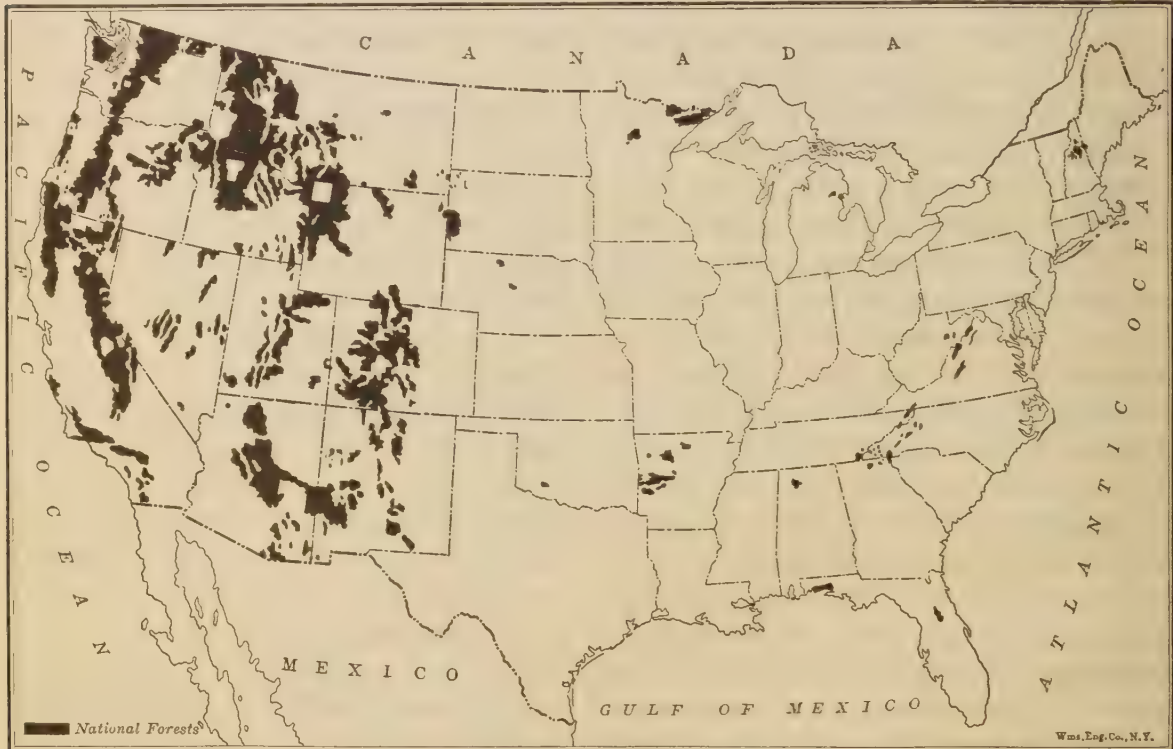 CANADA
PACIFIC OCEAN
ATLANTIC OCEAN
MEXICO
GULF OF MEXICO
National Forests
Wms. Eng. Co., N.Y.